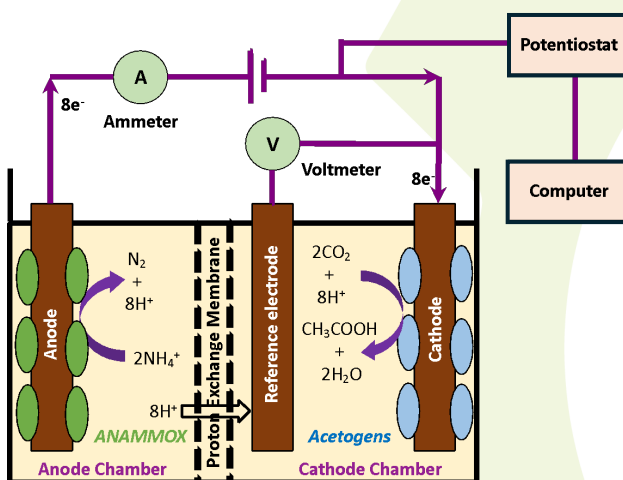 Potentiostat
A
8e⁻
Ammeter
V
Voltmeter
8e⁻
Computer
Anode
N₂
+
8H⁺
2NH₄⁺
8H⁺
ANAMMOX
Anode Chamber
Proton Exchange Membrane
Reference electrode
2CO₂
+
8H⁺
CH₃COOH
+
2H₂O
Acetogens
Cathode
Cathode Chamber